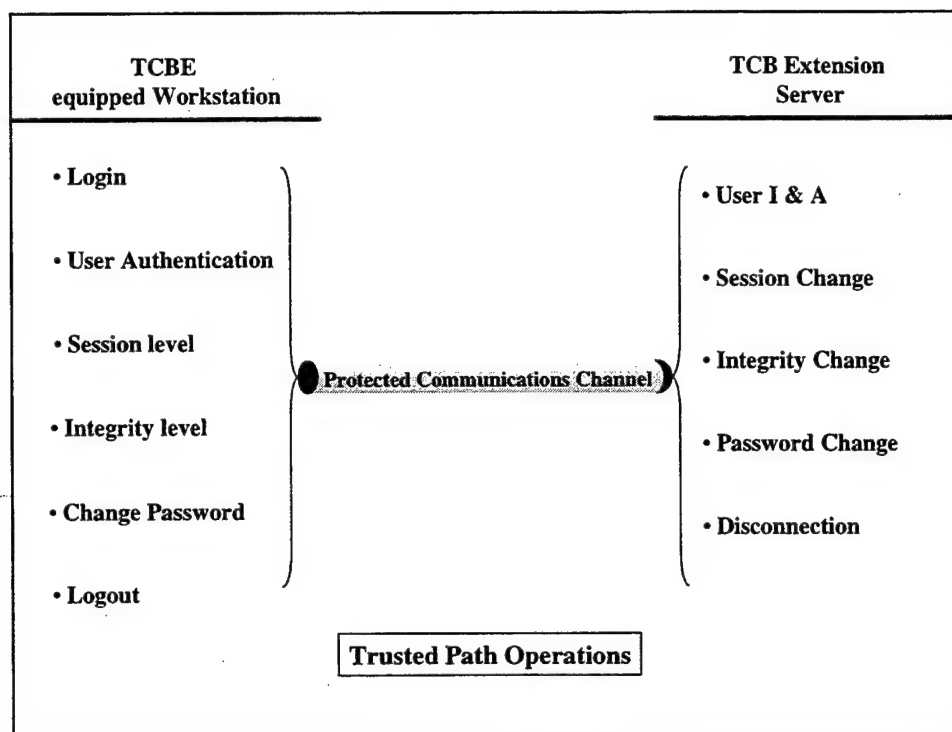 TCBE
equipped Workstation
• Login
• User Authentication
• Session level
• Integrity level
• Change Password
• Logout
Protected Communications Channel
TCB Extension
Server
• User I & A
• Session Change
• Integrity Change
• Password Change
• Disconnection
Trusted Path Operations